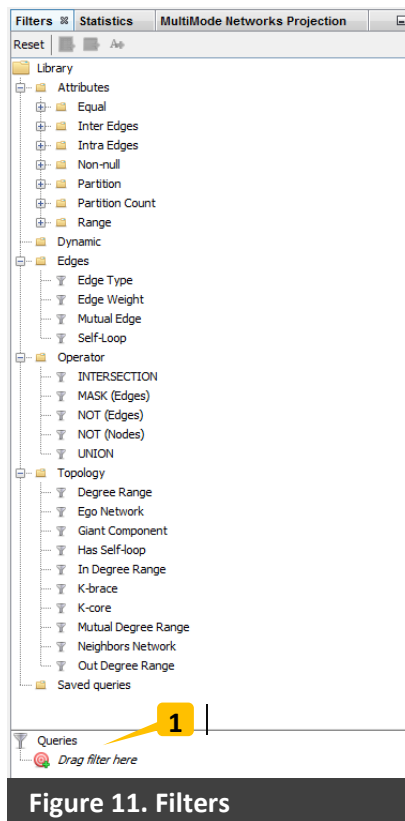 Filters Statistics MultiMode Networks Projection
Reset A
Library
Attributes
Equal
Inter Edges
Intra Edges
Non-null
Partition
Partition Count
Range
Dynamic
Edges
Edge Type
Edge Weight
Mutual Edge
Self-Loop
Operator
INTERSECTION
MASK (Edges)
NOT (Edges)
NOT (Nodes)
UNION
Topology
Degree Range
Ego Network
Giant Component
Has Self-loop
In Degree Range
K-brace
K-core
Mutual Degree Range
Neighbors Network
Out Degree Range
Saved queries
1
Queries
Drag filter here
Figure 11. Filters